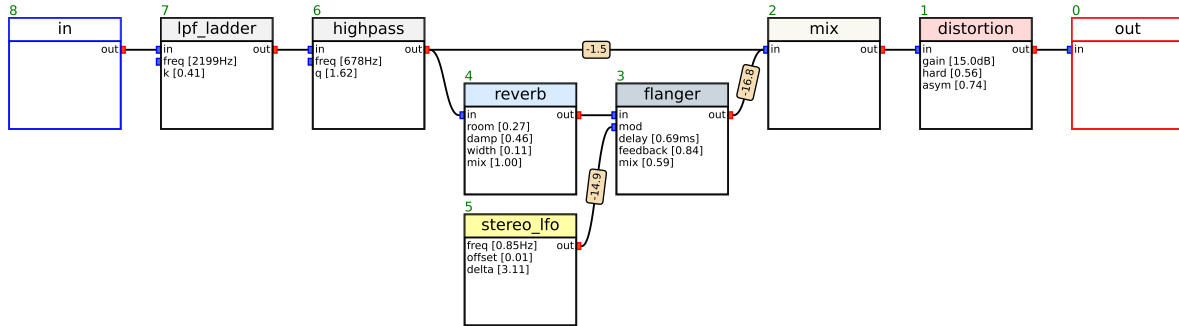 8
in
out
7
lpf_ladder
in out
freq [2199Hz]
k [0.41]
6
highpass
in out
freq [678Hz]
q [1.62]
-1.5
4
reverb
in out
room [0.27]
damp [0.46]
width [0.11]
mix [1.00]
3
flanger
in out
mod
delay [0.69ms]
feedback [0.84]
mix [0.59]
-16.8
-14.9
5
stereo_lfo
freq [0.85Hz] out
offset [0.01]
delta [3.11]
2
mix
in out
1
distortion
in out
gain [15.0dB]
hard [0.56]
asym [0.74]
0
out
in